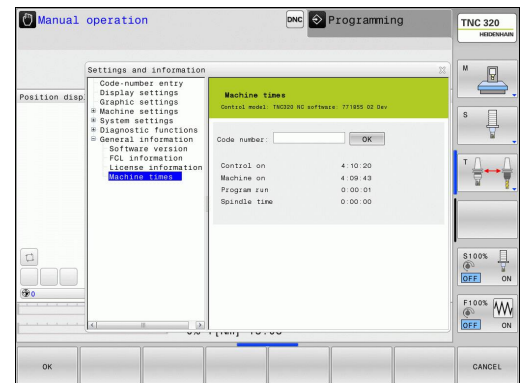 Manual operation
DNC
Programming
TNC 320
HEIDENHAIN
Settings and information
Position disp
Code-number entry
Display settings
Graphic settings
Machine settings
System settings
Diagnostic functions
General information
Software version
FCL information
License information
Machine times
Machine times
Control model: TNC320 NC software: 771855 02 Dev
Code number:
OK
Control on 4:10:20
Machine on 4:09:43
Program run 0:00:01
Spindle time 0:00:00
M
S
T
S100%
OFF ON
F100%
OFF ON
0
OK
CANCEL